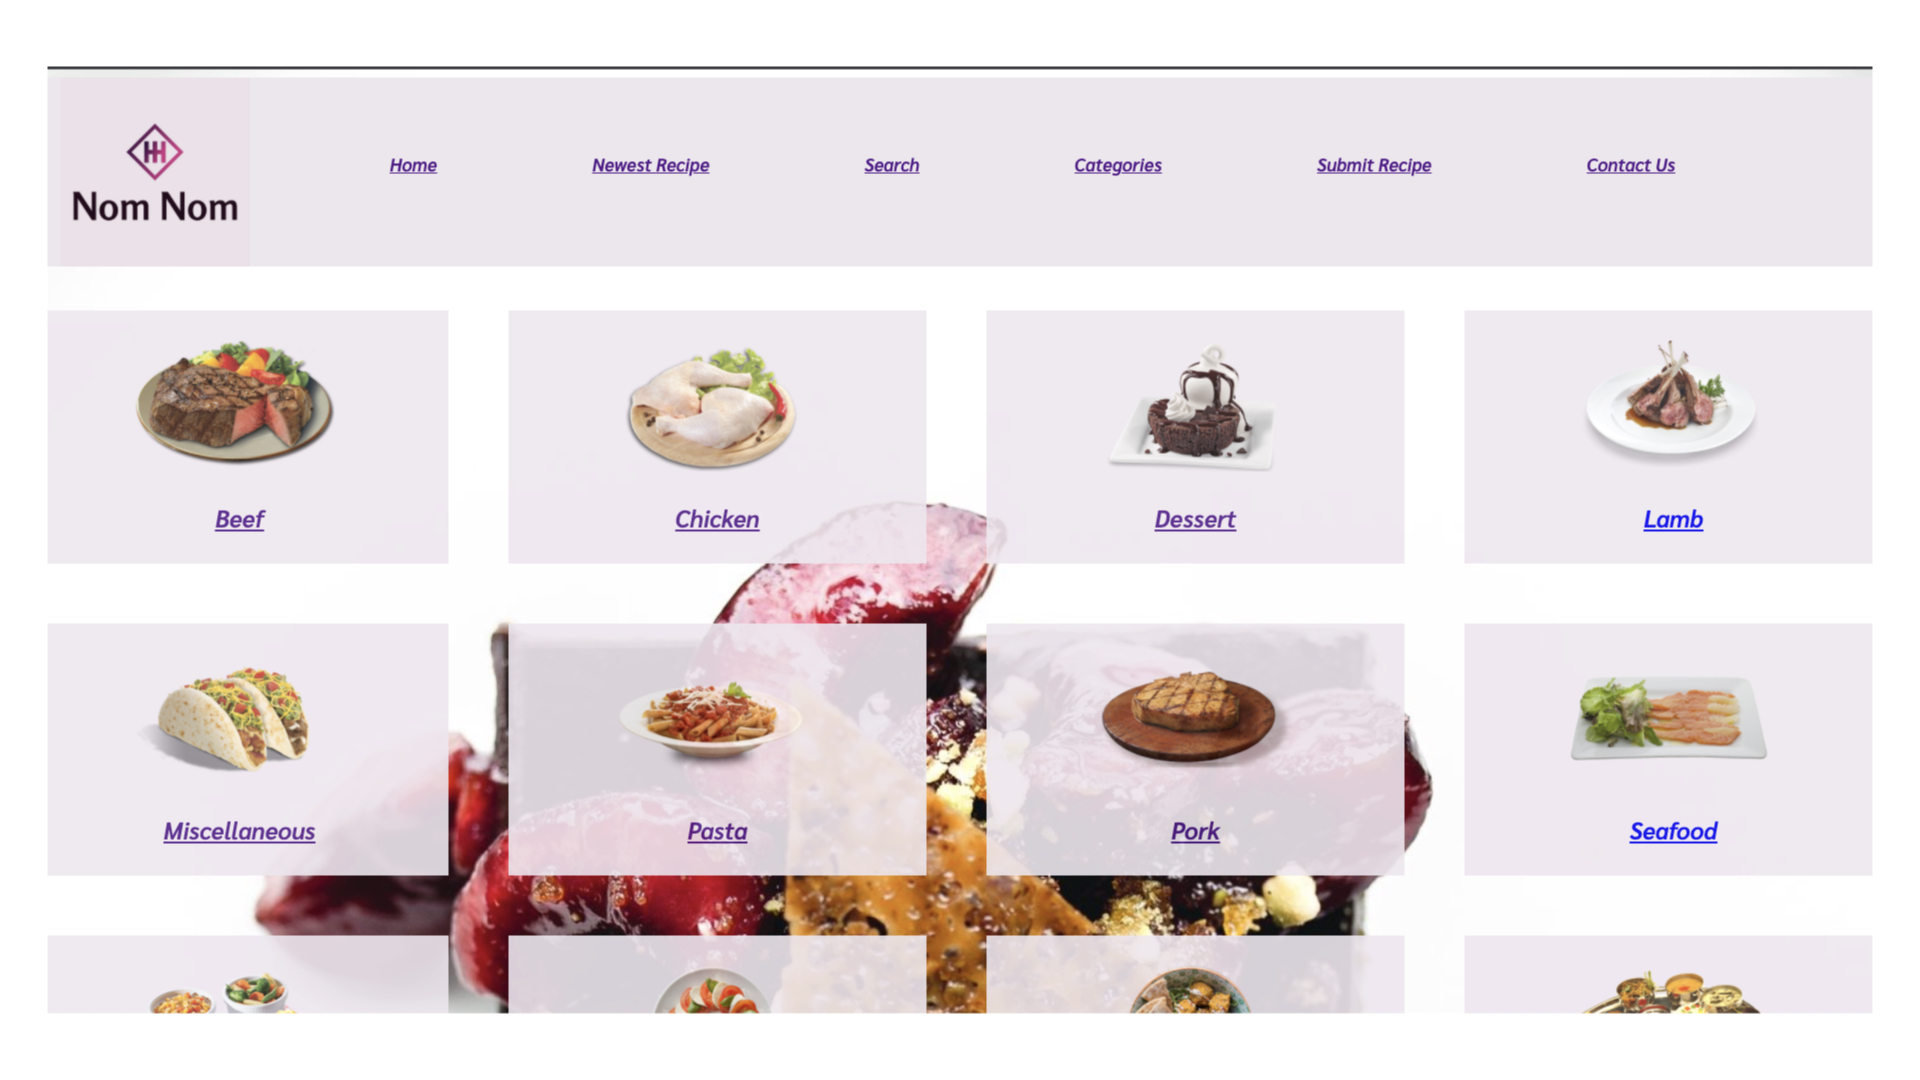 Nom Nom
Home Newest Recipe Search Categories Submit Recipe Contact Us
Beef Chicken Dessert Lamb
Miscellaneous Pasta Pork Seafood